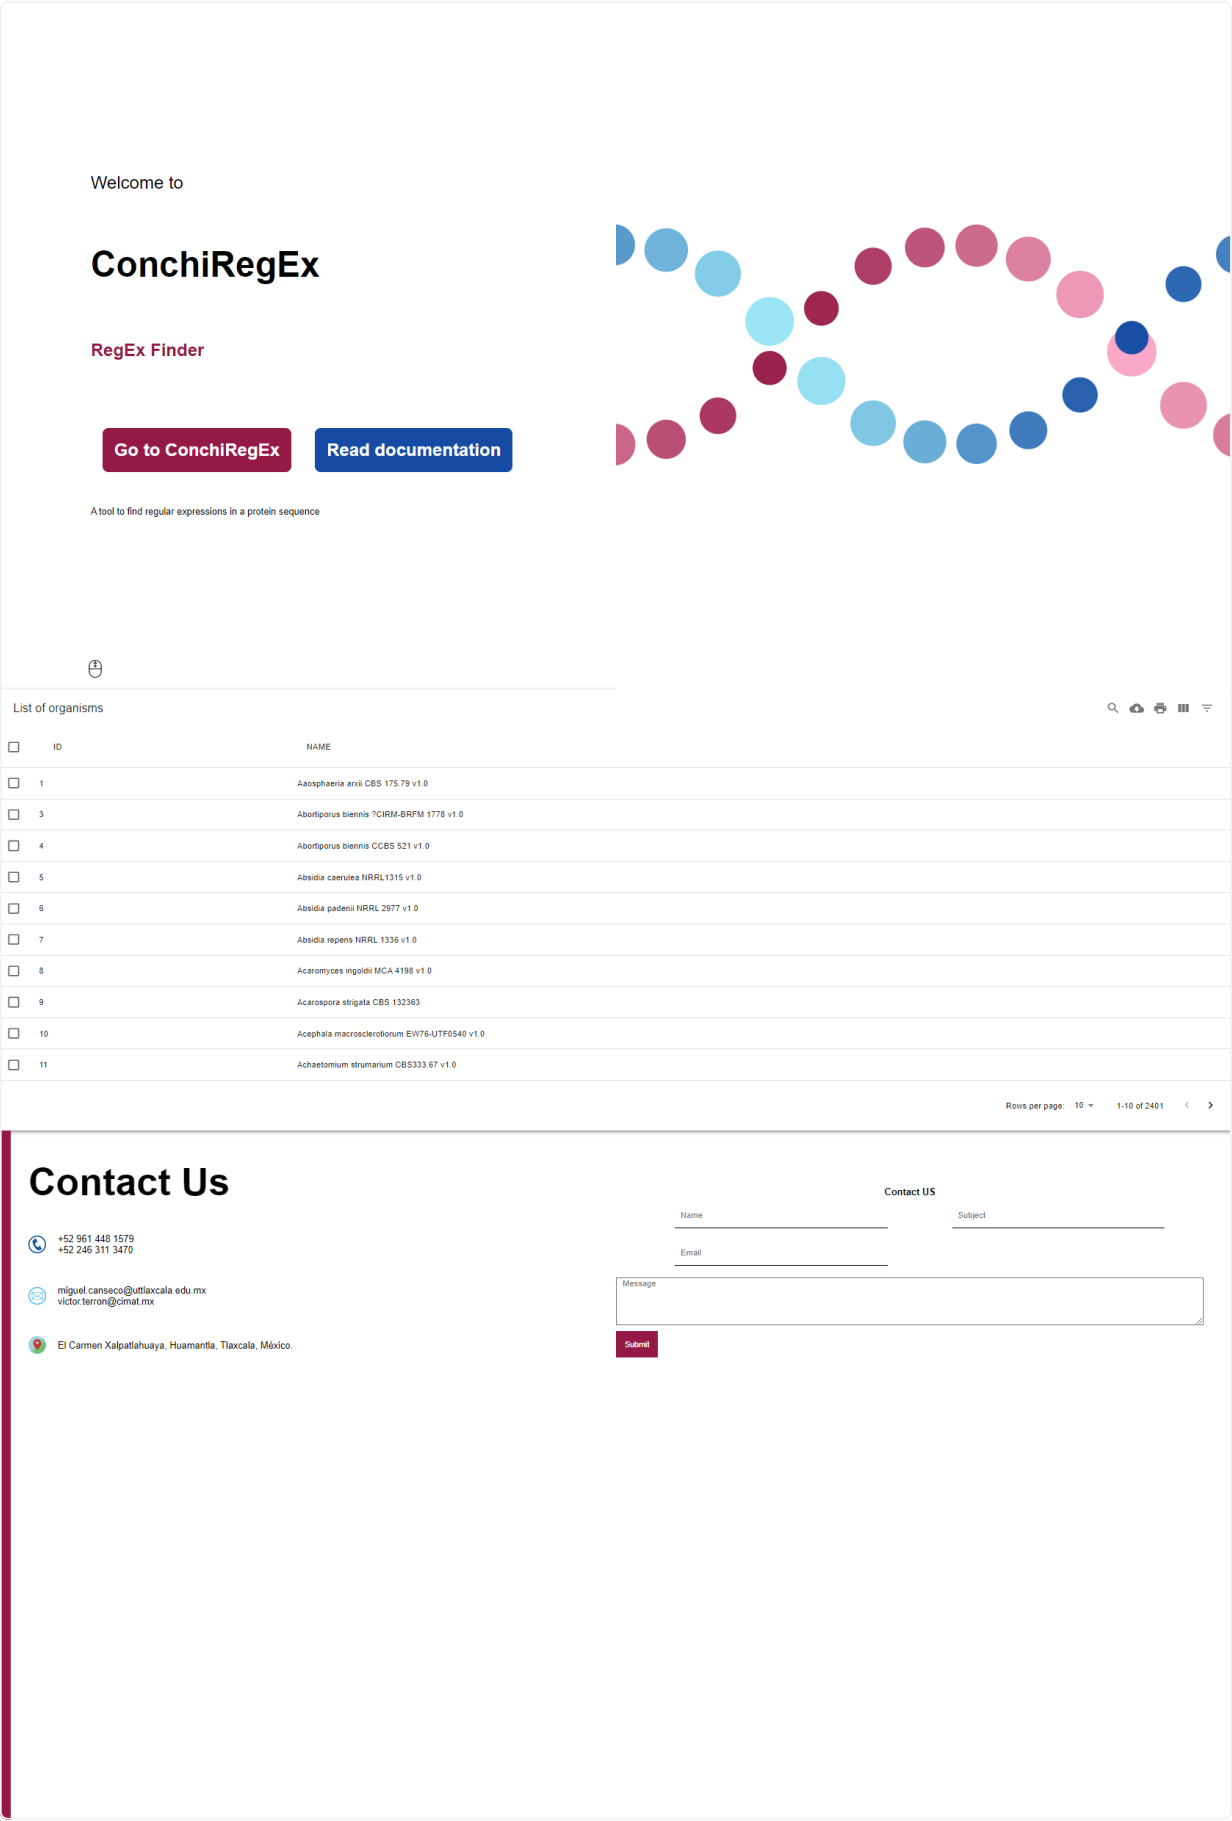 Welcome to
ConchiRegEx
RegEx Finder
Go to ConchiRegEx
Read documentation
A tool to find regular expressions in a protein sequence
List of organisms
ID NAME
1 Aaosphaeria arxii CBS 175.79 v1.0
3 Abortiporus biennis ?CIRM-BRFM 1778 v1.0
4 Abortiporus biennis CCBS 521 v1.0
5 Absidia caerulea NRRL1315 v1.0
6 Absidia padenii NRRL 2977 v1.0
7 Absidia repens NRRL 1336 v1.0
8 Acaromyces ingoldii MCA 4198 v1.0
9 Acarospora strigata CBS 132363
10 Acephala macrosclerotiorum EW76-UTF0540 v1.0
11 Achaetomium strumarium CBS333.67 v1.0
Rows per page: 10 1-10 of 2401
Contact Us
+52 961 448 1579
+52 246 311 3470
miguel.canseco@uttlaxcala.edu.mx
victor.terron@cimat.mx
El Carmen Xalpatlahuaya, Huamantla, Tlaxcala, México.
Contact US
Name
Subject
Email
Message
Submit